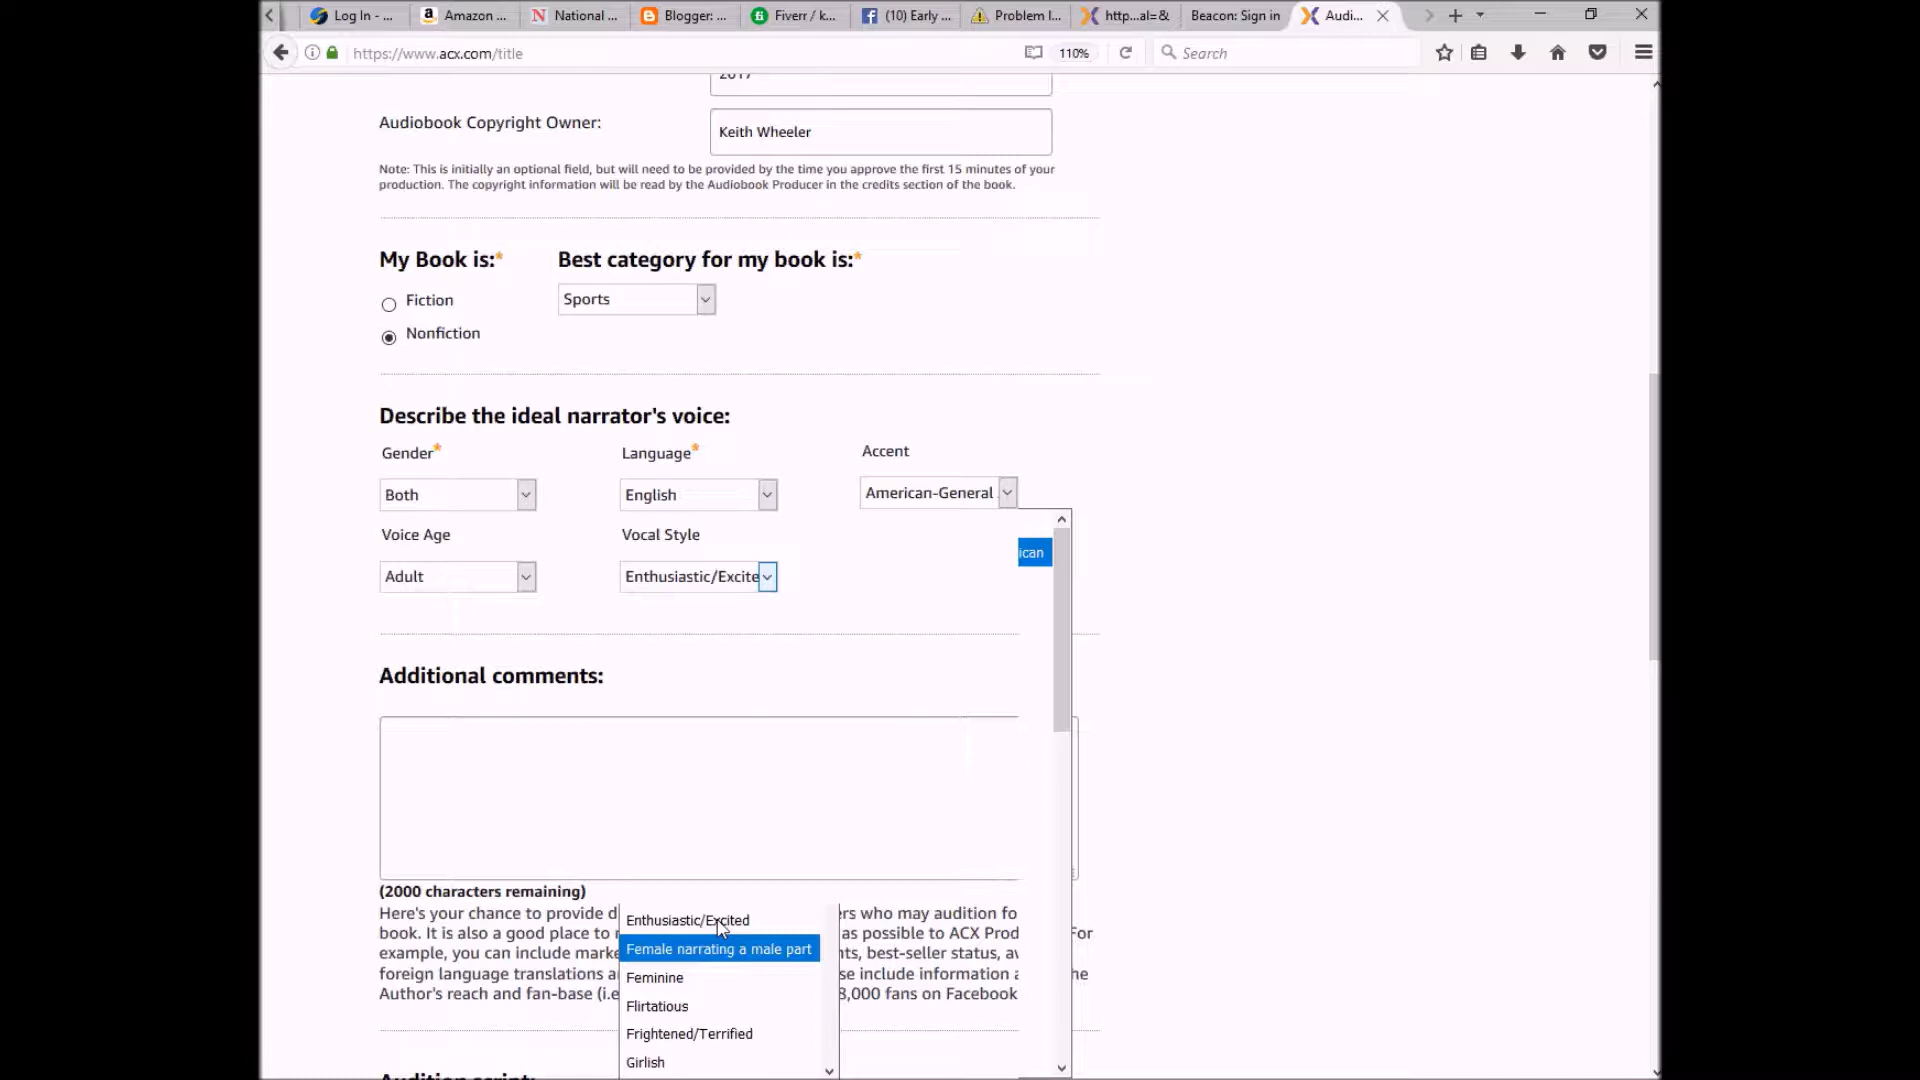 Log In - ...
Amazon ...
National ...
Blogger: ...
Fiverr / k...
(10) Early ...
Problem l...
http...al=&
Beacon: Sign in
Audi...
https://www.acx.com/title
110%
Search
2017
Audiobook Copyright Owner:
Keith Wheeler
Note: This is initially an optional field, but will need to be provided by the time you approve the first 15 minutes of your
production. The copyright information will be read by the Audiobook Producer in the credits section of the book.
My Book is:*
Best category for my book is:*
Fiction
Sports
Nonfiction
Describe the ideal narrator's voice:
Gender*
Language*
Accent
Both
English
American-General
Voice Age
Vocal Style
ican
Adult
Enthusiastic/Excite
Additional comments:
(2000 characters remaining)
Here's your chance to provide d
rs who may audition fo
book. It is also a good place to
as possible to ACX Prod
For
example, you can include marke
nts, best-seller status, aw
foreign language translations a
se include information a
he
Author's reach and fan-base (i.e
8,000 fans on Facebook
Enthusiastic/Excited
Female narrating a male part
Feminine
Flirtatious
Frightened/Terrified
Girlish
Audition script: